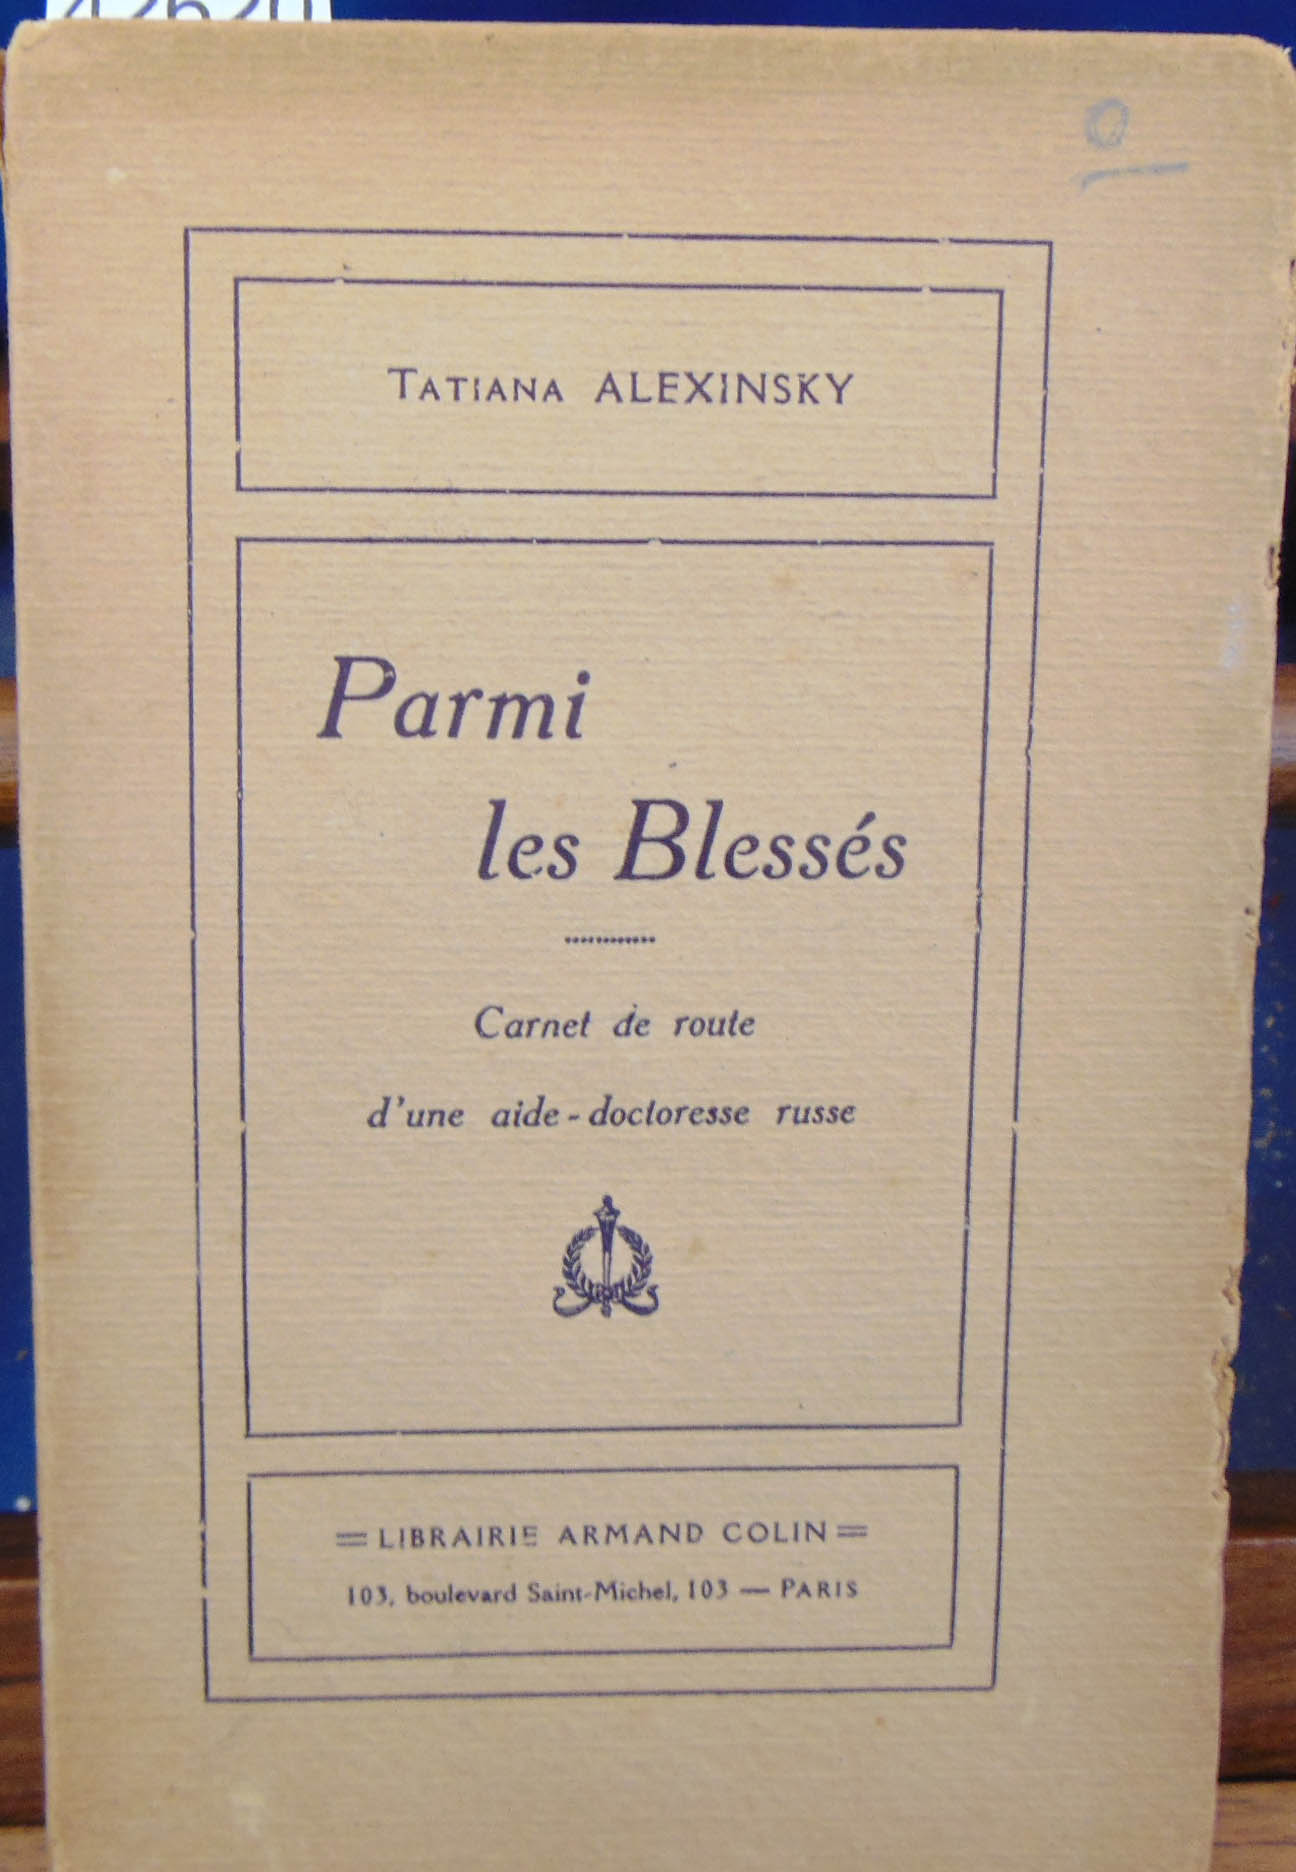 TATIANA ALEXINSKY
Parmi
les Blessés
Carnet de route
d'une aide-doctoresse russe
LIBRAIRIE ARMAND COLIN
103, boulevard Saint-Michel, 103 — PARIS